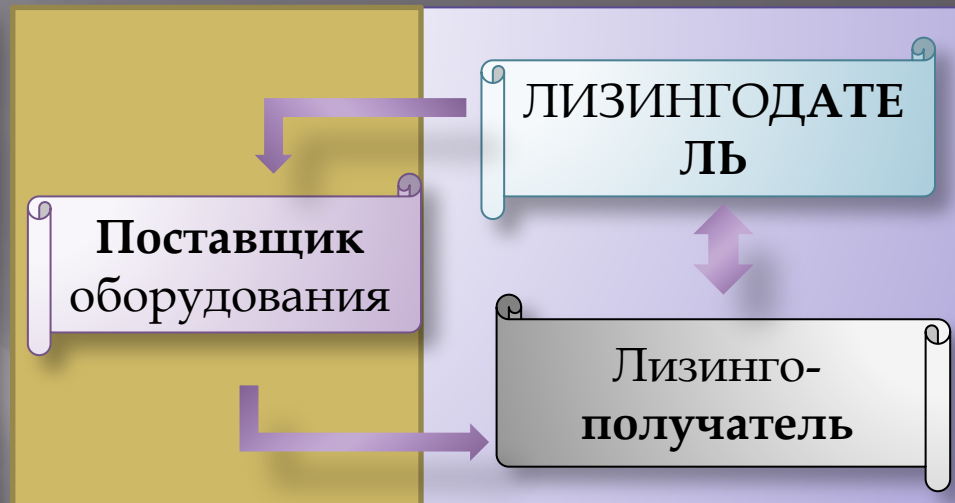 ЛИЗИНГОДАТЕ
ЛЬ
Поставщик
оборудования
Лизинго-
получатель